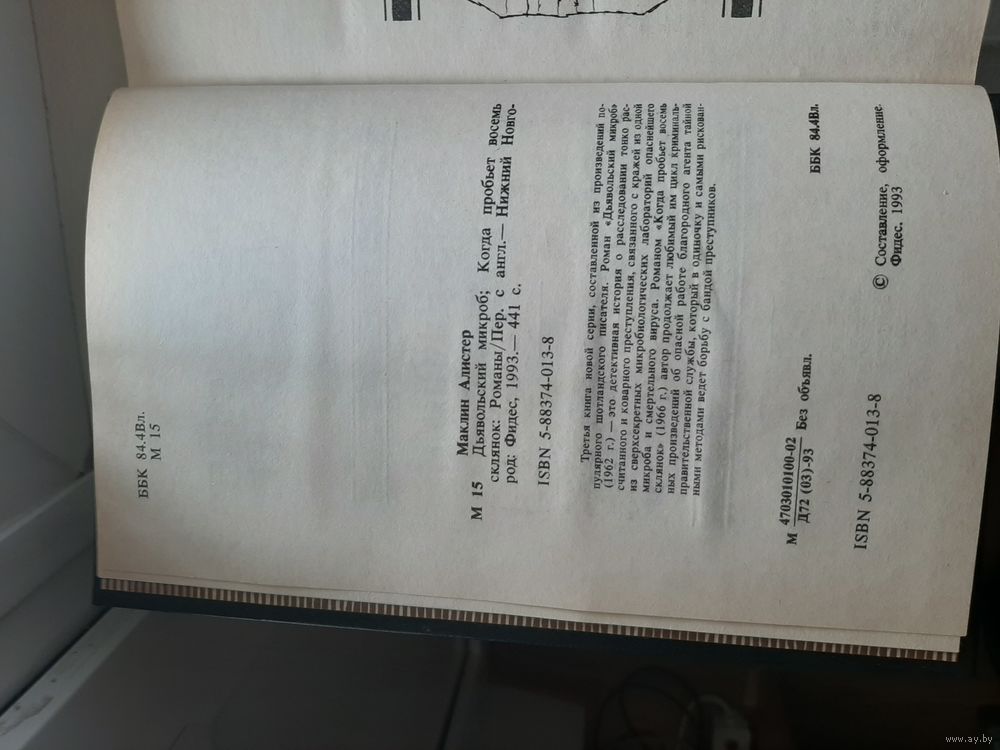 ББК 84.4Вл.
М 15
Маклин Алистер
М 15 Дьявольский микроб; Когда пробьет восемь
склянок: Романы/Пер. с англ.— Нижний Новго-
род: Фидес, 1993.— 441 с.
ISBN 5-88374-013-8
Третья книга новой серии, составленной из произведений по-
пулярного шотландского писателя. Роман «Дьявольский микроб»
(1962 г.) — это детективная история о расследовании тонко рас-
считанного и коварного преступления, связанного с кражей из одной
из сверхсекретных микробиологических лабораторий опаснейшего
микроба и смертельного вируса. Романом «Когда пробьет восемь
склянок» (1966 г.) автор продолжает любимый им цикл криминаль-
ных произведений об опасной работе благородного агента тайной
правительственной службы, который в одиночку и самыми рискован-
ными методами ведет борьбу с бандой преступников.
М 4703010100-02
Д72 (03)-93 Без объявл.
ББК 84.4Вл.
ISBN 5-88374-013-8
© Составление, оформление.
Фидес. 1993
www.ay.by